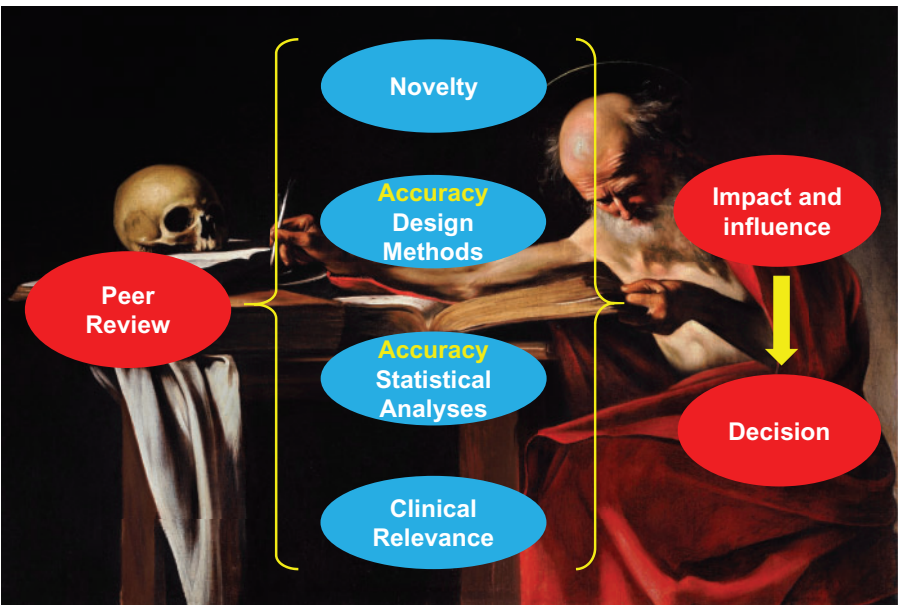 Peer
Review
Novelty
Accuracy
Design
Methods
Accuracy
Statistical
Analyses
Clinical
Relevance
Impact and
influence
Decision